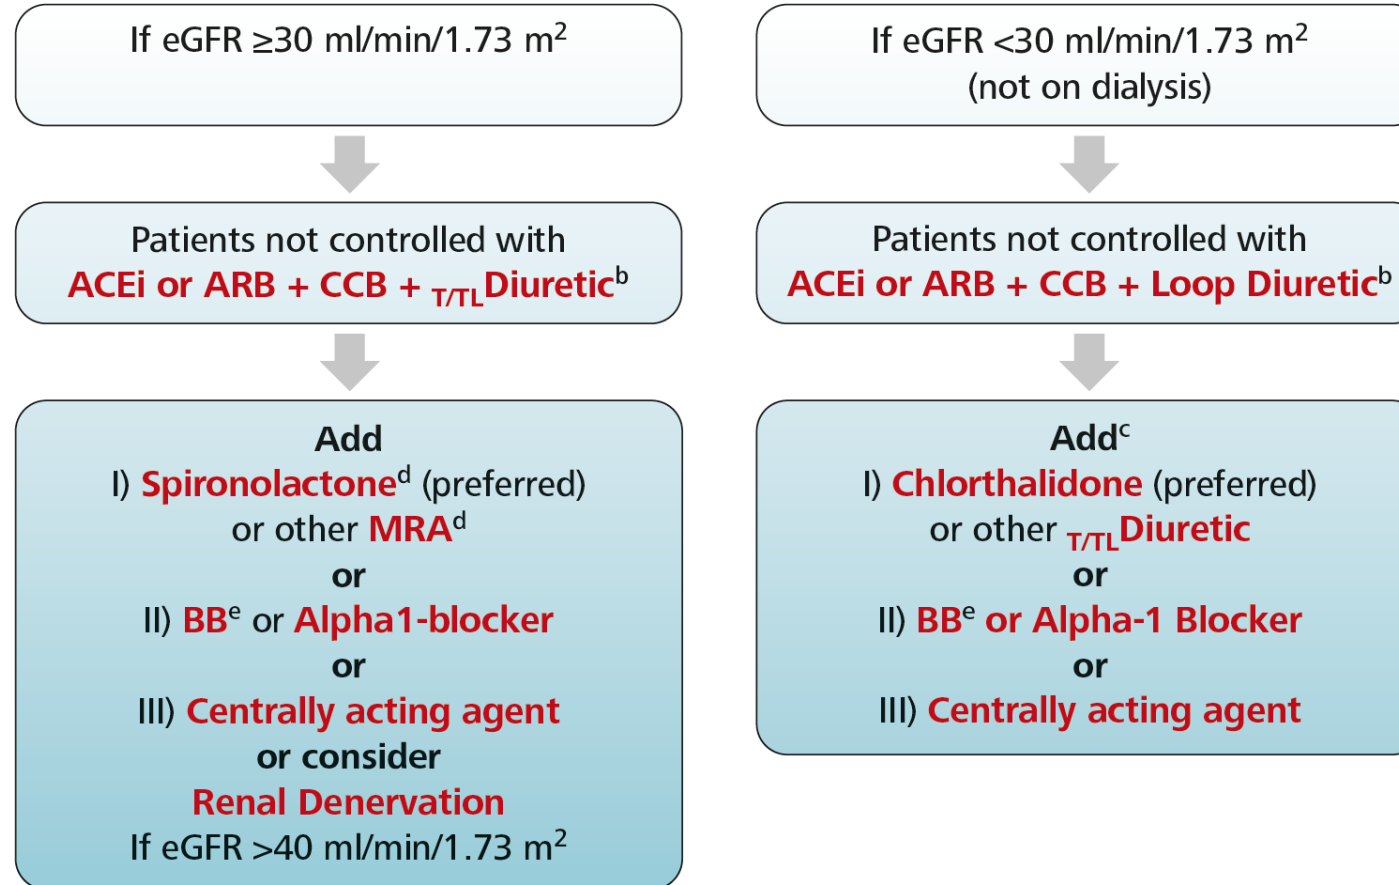 If eGFR ≥30 ml/min/1.73 m²
Patients not controlled with
ACEi or ARB + CCB + T/TLDiureticᵇ
Add
I) Spironolactoneᵈ (preferred)
or other MRAᵈ
or
II) BBᵉ or Alpha1-blocker
or
III) Centrally acting agent
or consider
Renal Denervation
If eGFR >40 ml/min/1.73 m²
If eGFR <30 ml/min/1.73 m²
(not on dialysis)
Patients not controlled with
ACEi or ARB + CCB + Loop Diureticᵇ
Addᶜ
I) Chlorthalidone (preferred)
or other T/TLDiuretic
or
II) BBᵉ or Alpha-1 Blocker
or
III) Centrally acting agent